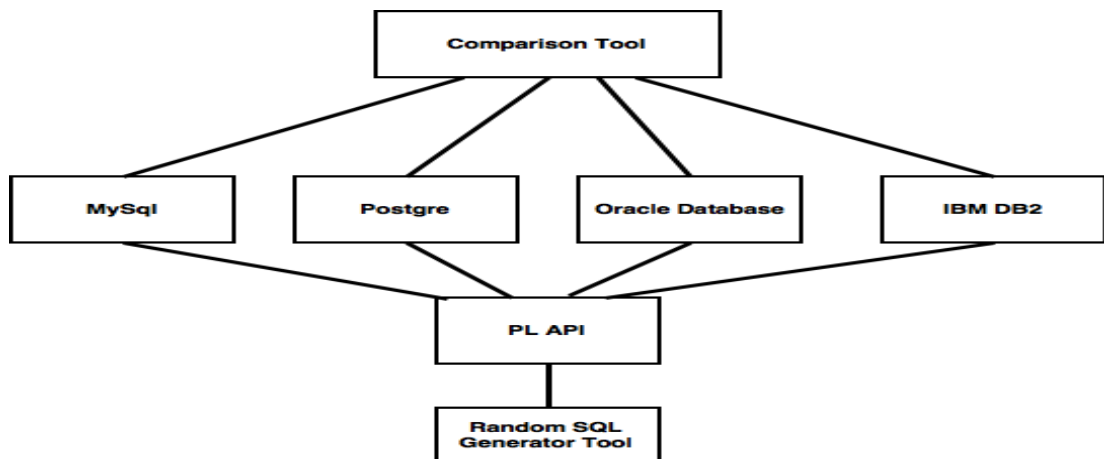 Comparison Tool
MySql
Postgre
Oracle Database
IBM DB2
PL API
Random SQL
Generator Tool